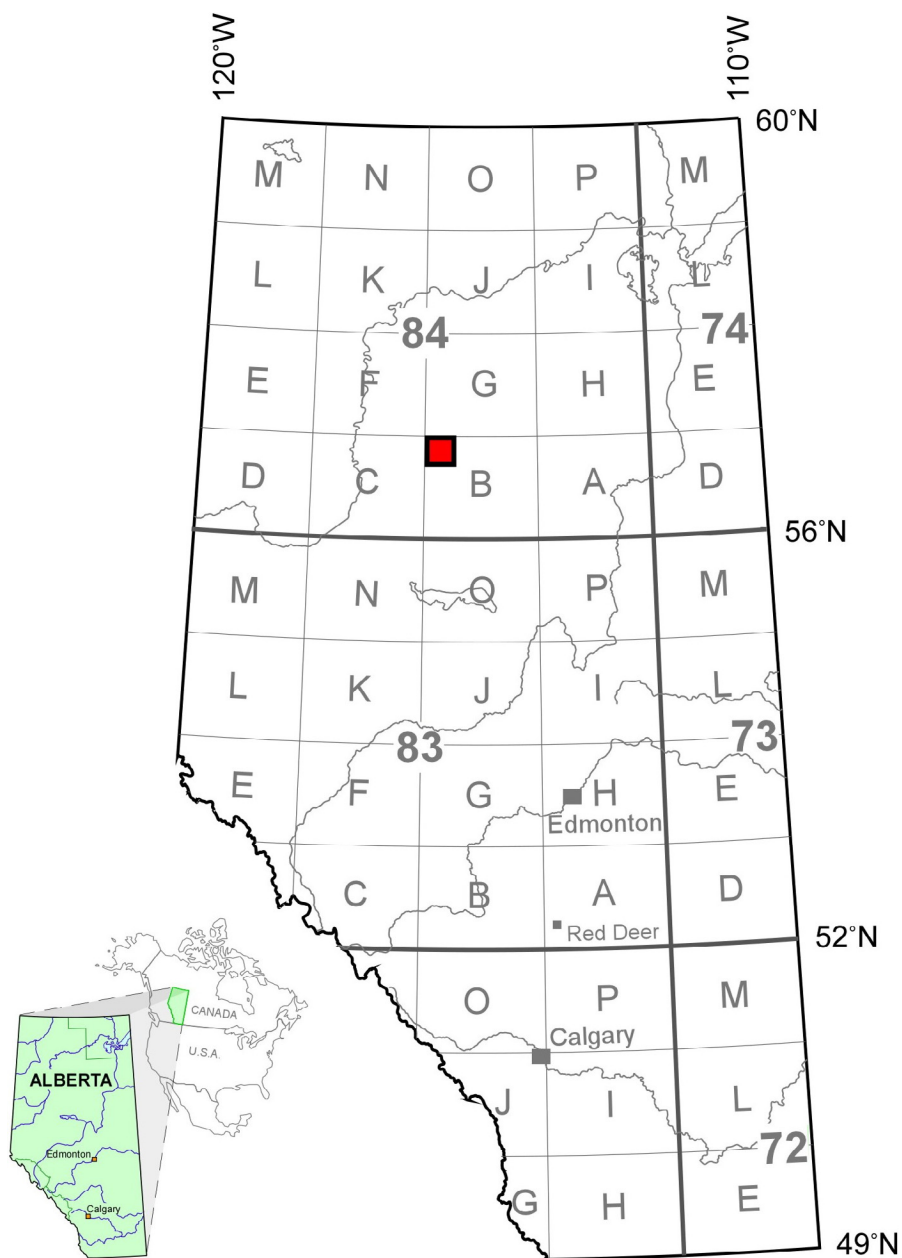 120°W
110°W
60°N
M N O P M
L K J I L
84 74
E F G H E
D C B A D
56°N
M N O P M
L K J I L
83 73
E F G H E
Edmonton
C B A D
Red Deer
52°N
O P M
CANADA
Calgary
U.S.A.
ALBERTA
J I L
72
Edmonton
G H E
Calgary
49°N